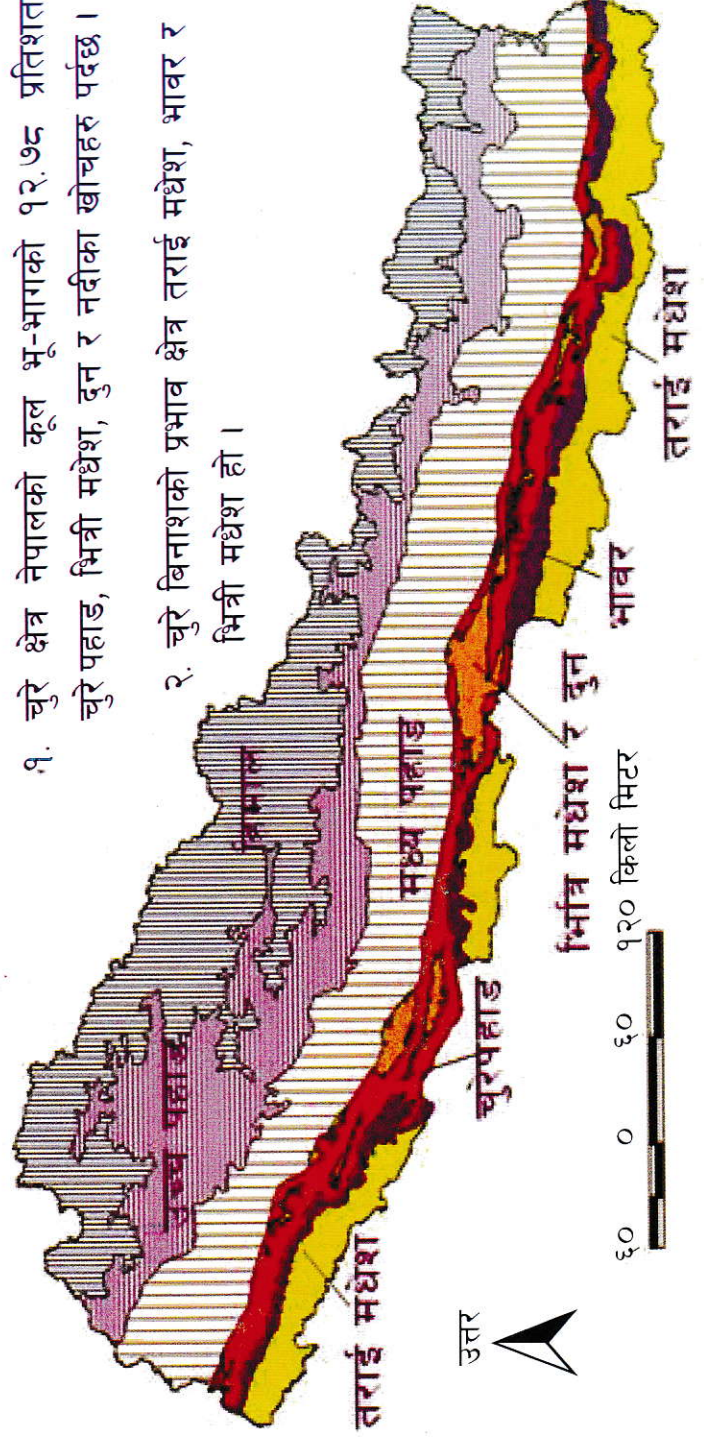 १. चुरे क्षेत्र नेपालको कूल भू-भागको १२.७८ प्रतिशत
चुरे पहाड, भित्री मधेश, दुन र नदीका खोचहरु पर्दछ ।
२. चुरे बिनाशको प्रभाव क्षेत्र तराई मधेश, भावर र
भित्री मधेश हो ।
पहाड
मध्य पहाड
तराई मधेश
चुरेपहाड
भित्रि मधेश र दुन
भावर
तराई मधेश
उत्तर
६० ० ६० १२० किलो मिटर